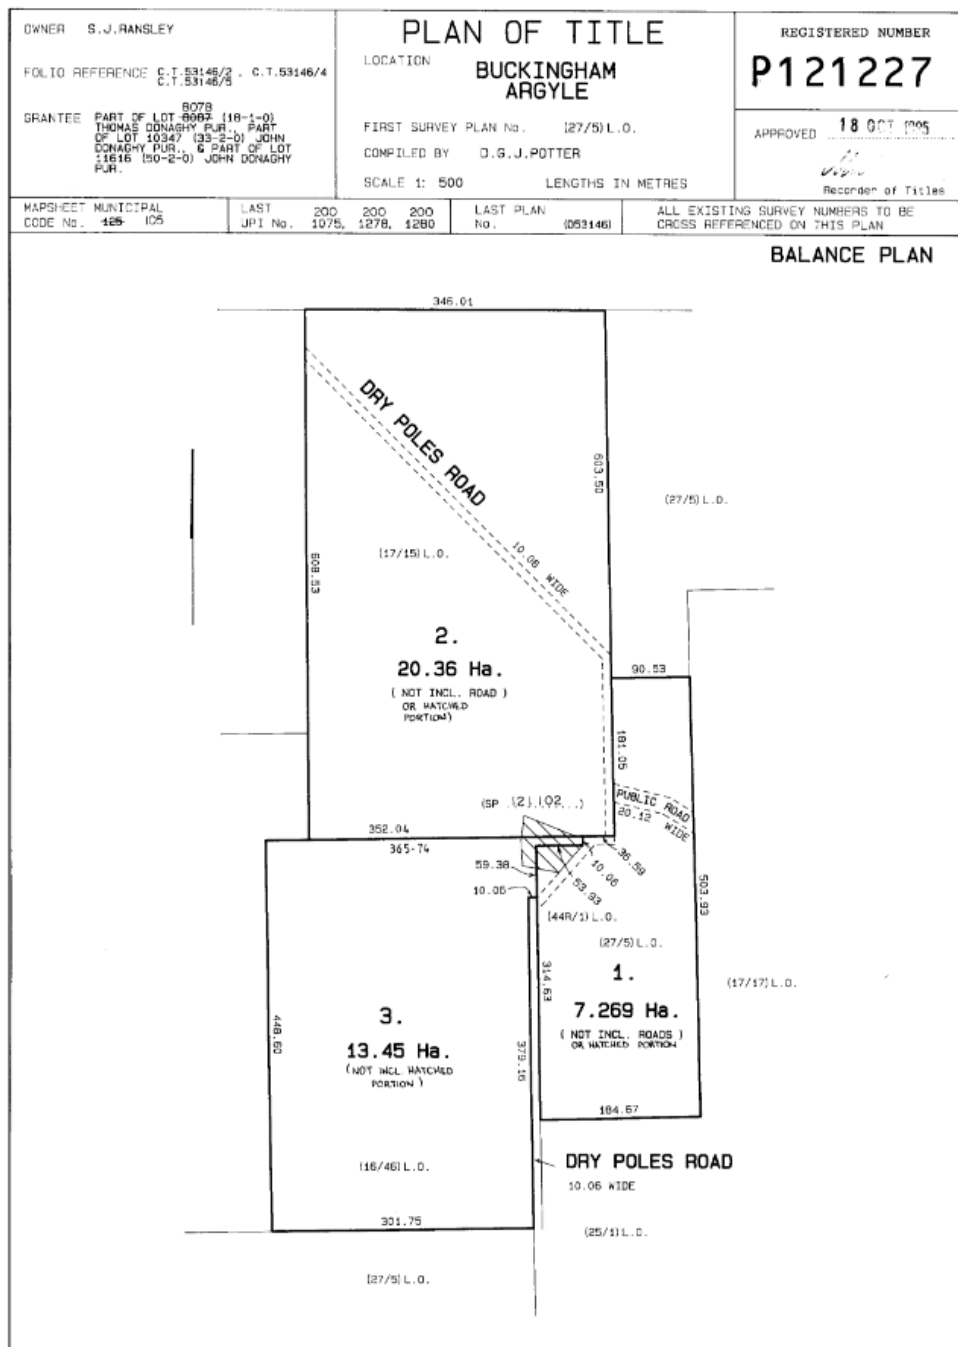 OWNER S.J.RANSLEY
FOLIO REFERENCE C.T.53146/2 , C.T.53146/4
C.T.53146/5
GRANTEE PART OF LOT 8087 8078 (18-1-0)
THOMAS DONAGHY PUR., PART
OF LOT 10347 (33-2-0) JOHN
DONAGHY PUR., & PART OF LOT
11616 (50-2-0) JOHN DONAGHY
PUR.
PLAN OF TITLE
LOCATION
BUCKINGHAM
ARGYLE
FIRST SURVEY PLAN No. (27/5) L.O.
COMPILED BY D.G.J.POTTER
SCALE 1: 500 LENGTHS IN METRES
REGISTERED NUMBER
P121227
APPROVED 18 OCT 1995
Recorder of Titles
MAPSHEET MUNICIPAL
CODE No. 125 105
LAST
UPI No.
200 200 200
1075, 1278, 1280
LAST PLAN
No. (D53146)
ALL EXISTING SURVEY NUMBERS TO BE
CROSS REFERENCED ON THIS PLAN
BALANCE PLAN
346.01
DRY POLES ROAD
603.50
(27/5) L.O.
(17/15) L.O.
10.06 WIDE
608.53
2.
20.36 Ha.
( NOT INCL. ROAD )
OR HATCHED
PORTION)
90.53
181.05
PUBLIC ROAD
20.12 WIDE
(SP .(2).102...)
352.04
365.74
59.38
10.06
36.59
10.06
53.93
503.93
(44R/1) L.O.
(27/5) L.O.
314.63
1.
7.269 Ha.
( NOT INCL. ROADS )
OR HATCHED PORTION
(17/17) L.O.
448.60
3.
13.45 Ha.
(NOT INCL. HATCHED
PORTION )
379.16
184.67
DRY POLES ROAD
10.06 WIDE
(16/46) L.O.
301.75
(25/1) L.O.
(27/5) L.O.